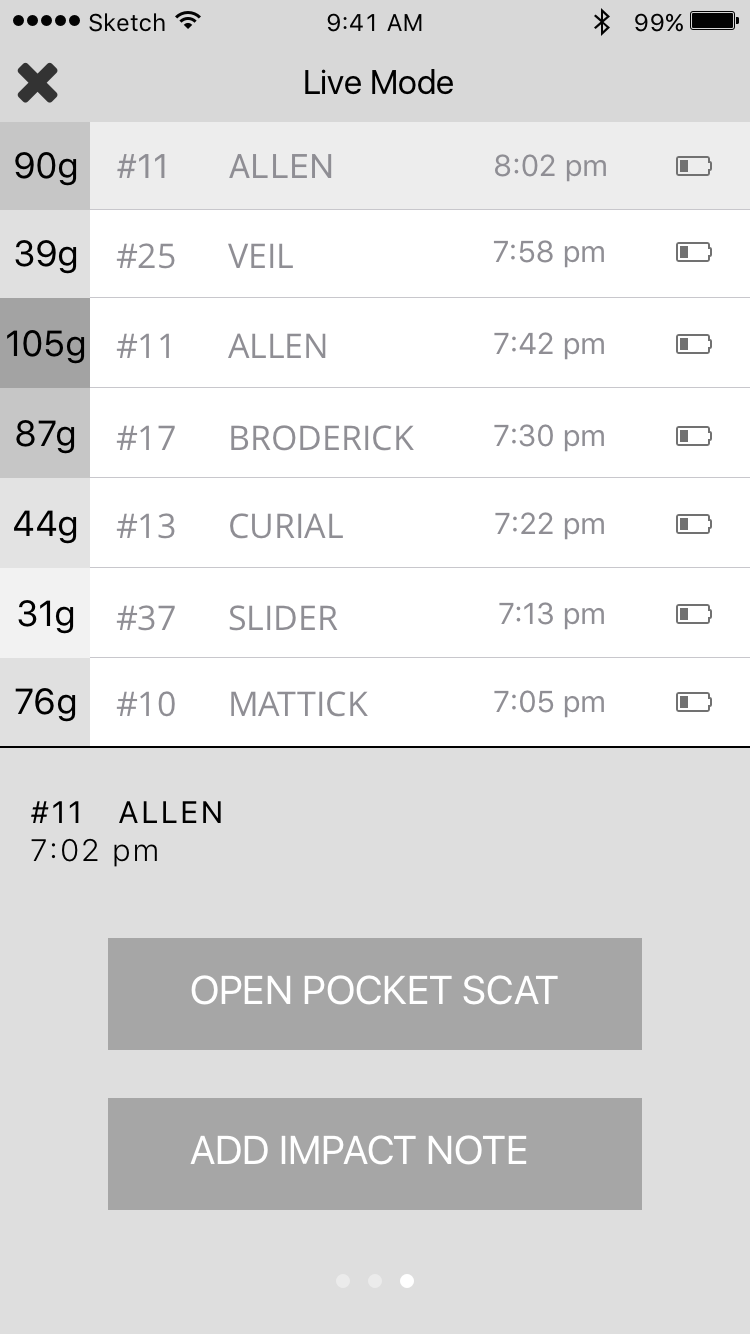 Sketch 9:41 AM 99%
Live Mode
90g #11 ALLEN 8:02 pm
39g #25 VEIL 7:58 pm
105g #11 ALLEN 7:42 pm
87g #17 BRODERICK 7:30 pm
44g #13 CURIAL 7:22 pm
31g #37 SLIDER 7:13 pm
76g #10 MATTICK 7:05 pm
#11 ALLEN
7:02 pm
OPEN POCKET SCAT
ADD IMPACT NOTE